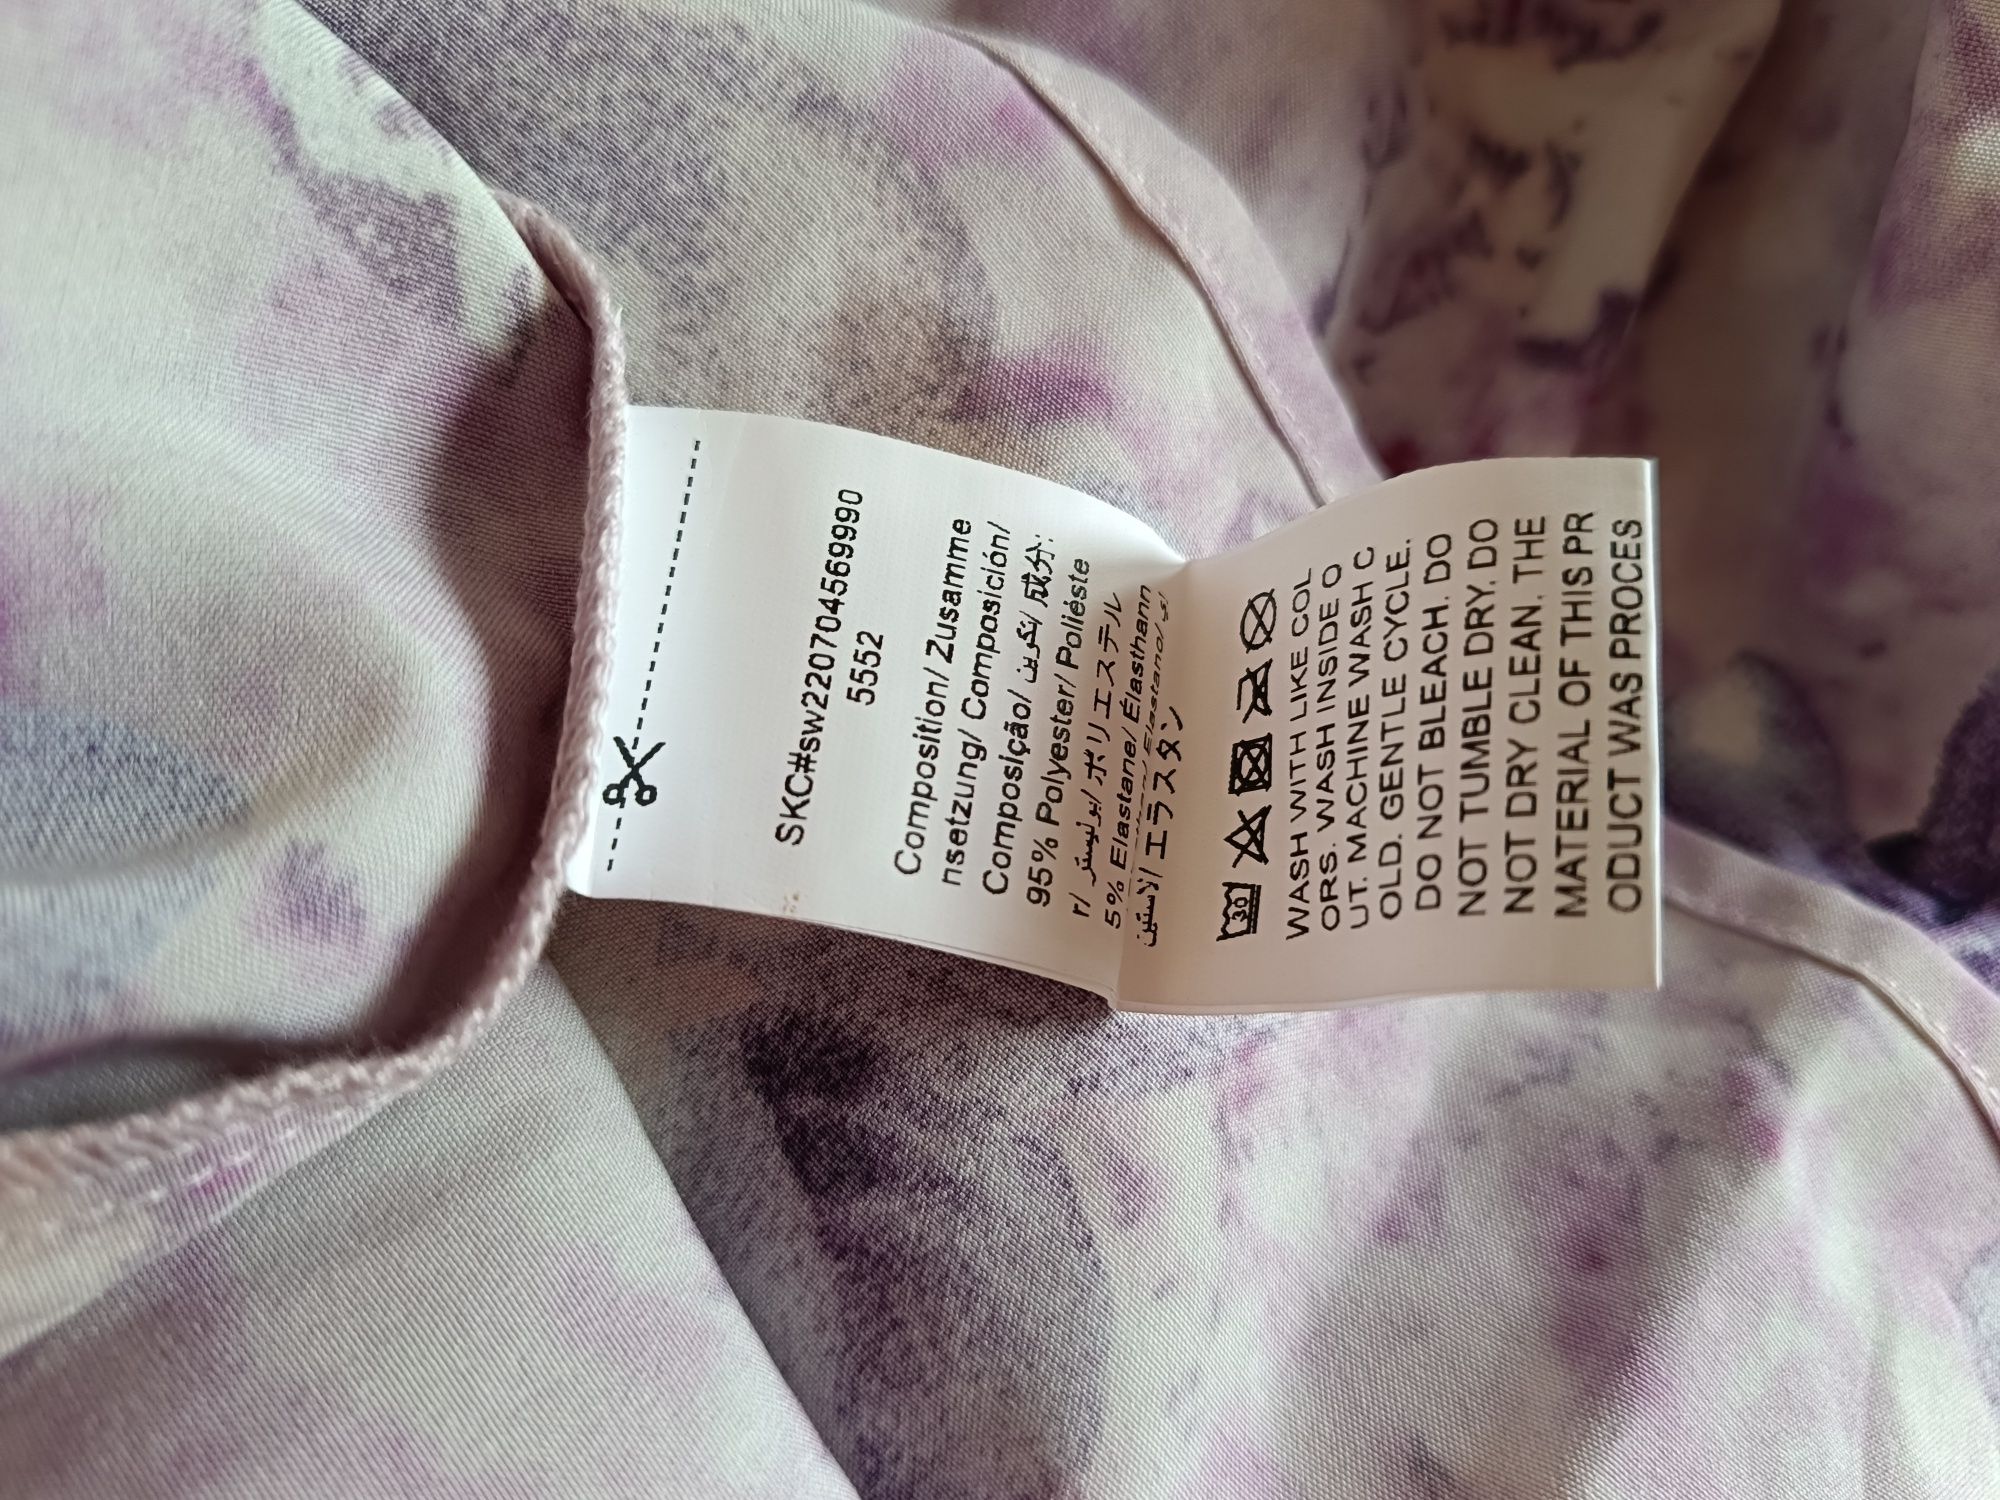 SKC#sw2207045699905552
Composition/ Zusamme
nsetzung/ Composición/
Composição/ تكوين/ 成分:
95% Polyester/ Poliéste
r/ بوليستر/ ポリエステル
5% Elastane/ Élasthann
エラスタン
30
WASH WITH LIKE COL
ORS. WASH INSIDE O
UT. MACHINE WASH C
OLD. GENTLE CYCLE.
DO NOT BLEACH. DO
NOT TUMBLE DRY. DO
NOT DRY CLEAN. THE
MATERIAL OF THIS PR
ODUCT WAS PROCES